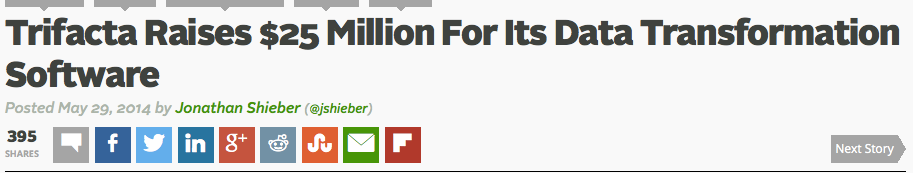 Trifacta Raises $25 Million For Its Data Transformation
Software
Posted May 29, 2014 by Jonathan Shieber (@jshieber)
395
SHARES
f
in
g+
Next Story